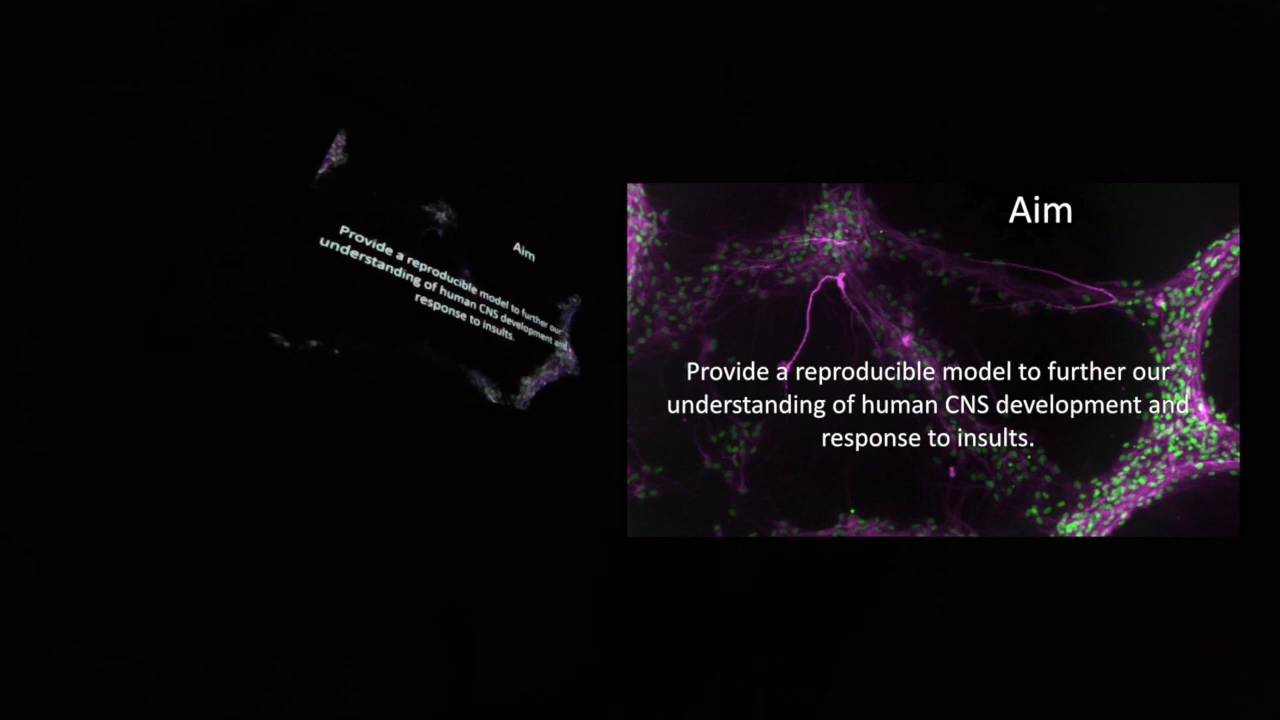 Aim
Provide a reproducible model to further our
understanding of human CNS development and
response to insults.
Aim
Provide a reproducible model to further our
understanding of human CNS development and
response to insults.